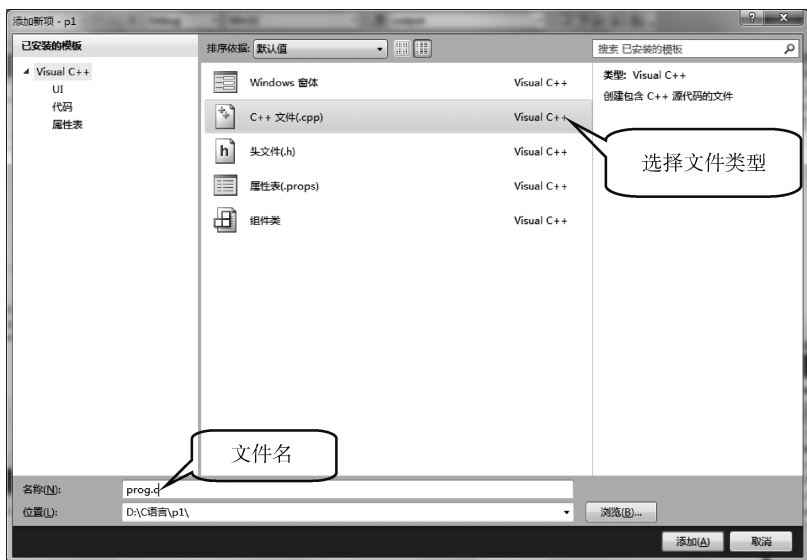 添加新项 - p1
已安装的模板
Visual C++
UI
代码
属性表
排序依据: 默认值
Windows 窗体 Visual C++
C++ 文件(.cpp) Visual C++
头文件(.h) Visual C++
属性表(.props) Visual C++
组件类 Visual C++
搜索 已安装的模板
类型: Visual C++
创建包含 C++ 源代码的文件
选择文件类型
文件名
名称(N): prog.c
位置(L): D:\C语言\p1\
浏览(B)...
添加(A) 取消